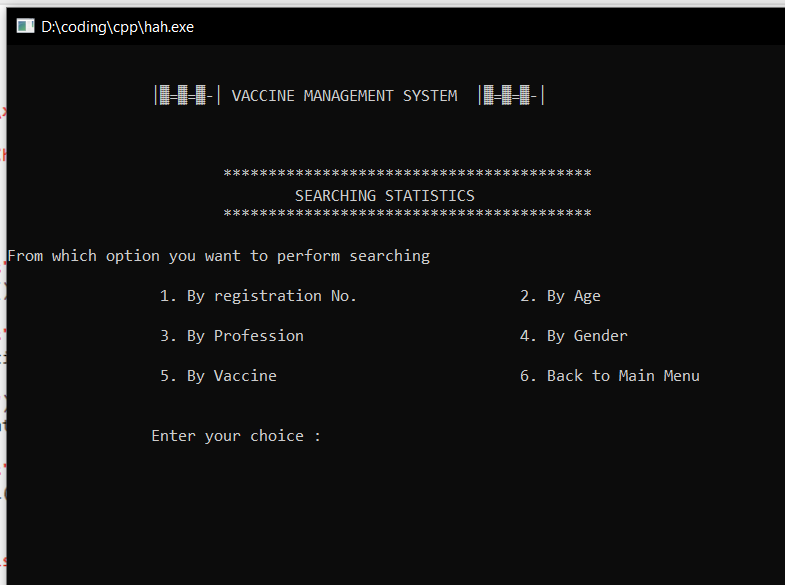 D:\coding\cpp\hah.exe
|▓=▓=▓-| VACCINE MANAGEMENT SYSTEM |▓=▓=▓-|
*****************************************
SEARCHING STATISTICS
*****************************************
From which option you want to perform searching
1. By registration No. 2. By Age
3. By Profession 4. By Gender
5. By Vaccine 6. Back to Main Menu
Enter your choice :